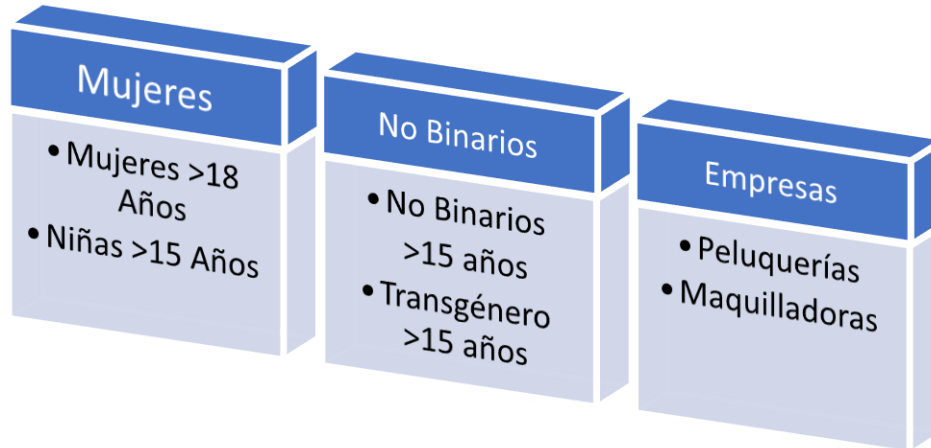 Mujeres
• Mujeres >18
Años
• Niñas >15 Años
No Binarios
• No Binarios
>15 años
• Transgénero
>15 años
Empresas
• Peluquerías
• Maquilladoras